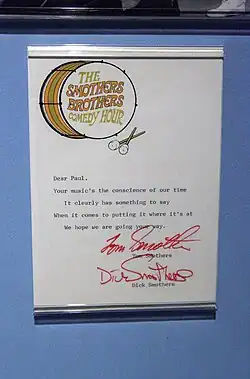 THE
SMOTHERS
BROTHERS
COMEDY HOUR
Dear Paul,
Your music's the conscience of our time
It clearly has something to say
When it comes to putting it where it's at
We hope we are going your way.
Tom Smothers
Tom Smothers
Dick Smothers
Dick Smothers